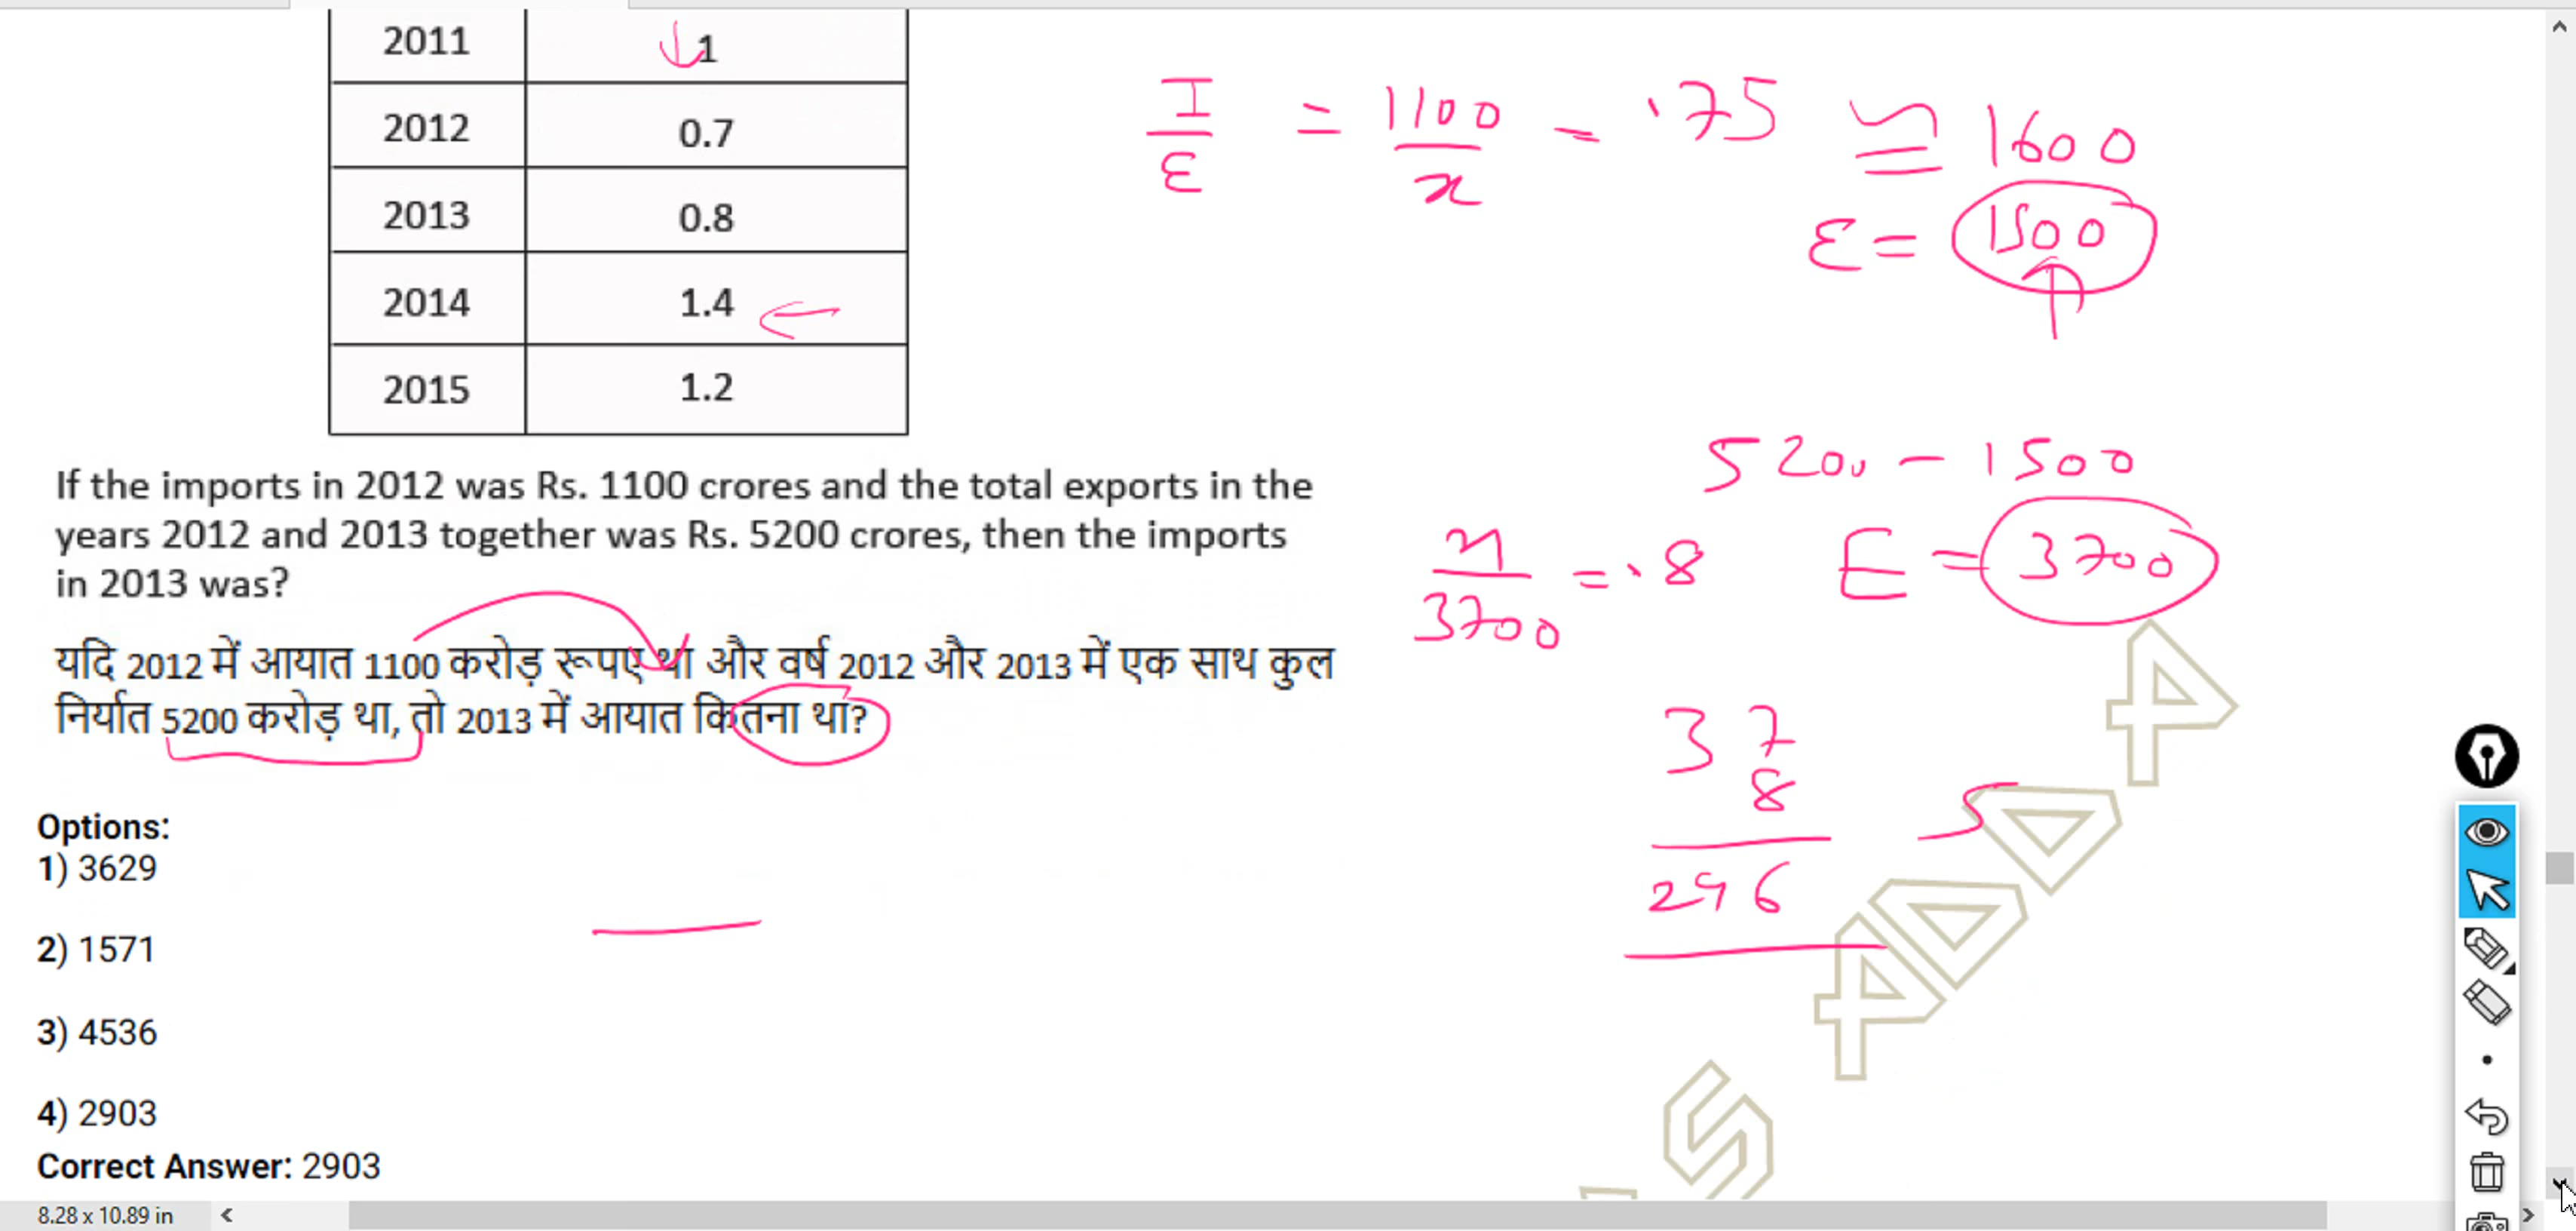 2011 1
2012 0.7
2013 0.8
2014 1.4
2015 1.2
If the imports in 2012 was Rs. 1100 crores and the total exports in the
years 2012 and 2013 together was Rs. 5200 crores, then the imports
in 2013 was?
यदि 2012 में आयात 1100 करोड़ रूपए था और वर्ष 2012 और 2013 में एक साथ कुल
निर्यात 5200 करोड़ था, तो 2013 में आयात कितना था?
Options:
1) 3629
2) 1571
3) 4536
4) 2903
Correct Answer: 2903
I/E = 1100/x = .75 ≅ 1600
E = 1500
5200 - 1500
x/3700 = .8 E = 3700
37
8
296
8.28 x 10.89 in